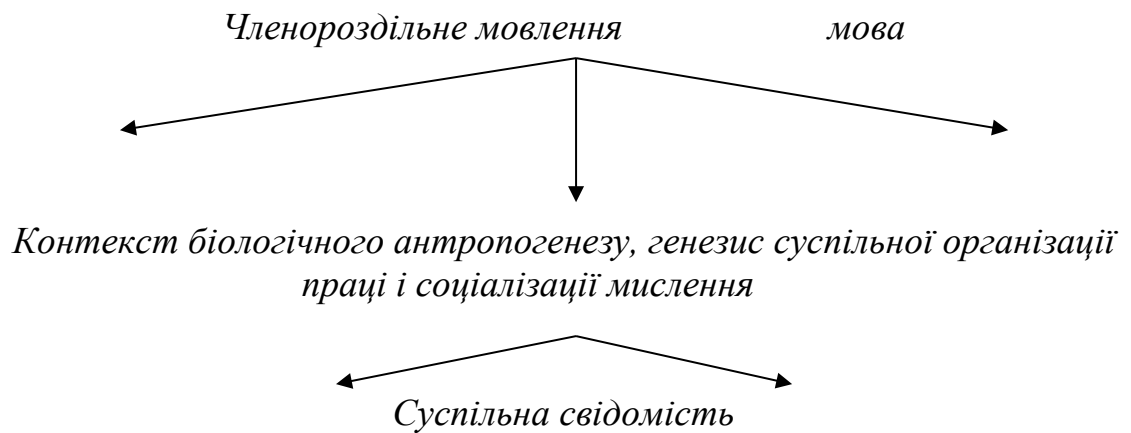 Членороздільне мовлення мова
Контекст біологічного антропогенезу, генезис суспільної організації
праці і соціалізації мислення
Суспільна свідомість